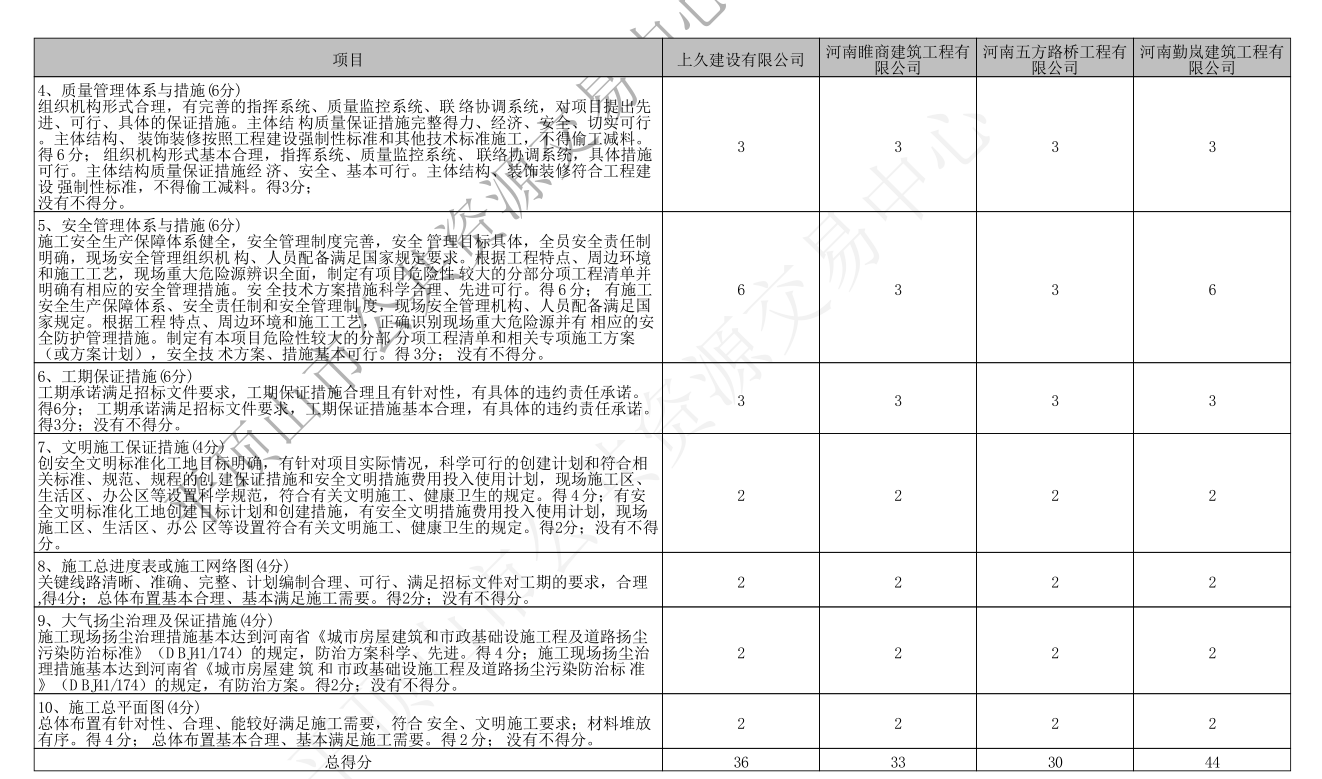 项目
上久建设有限公司
河南睢商建筑工程有
限公司
河南五方路桥工程有
限公司
河南勤岚建筑工程有
限公司
4、质量管理体系与措施(6分)
组织机构形式合理，有完善的指挥系统、质量监控系统、联 络协调系统，对项目提出先
进、可行、具体的保证措施。主体结 构质量保证措施完整得力、经济、安全、切实可行
。主体结构、 装饰装修按照工程建设强制性标准和其他技术标准施工，不得偷工减料。
得 6 分； 组织机构形式基本合理，指挥系统、质量监控系统、 联络协调系统，具体措施
可行。主体结构质量保证措施经 济、安全、基本可行。主体结构、装饰装修符合工程建
设 强制性标准，不得偷工减料。得3分；
没有不得分。
3
3
3
3
5、安全管理体系与措施(6分)
施工安全生产保障体系健全，安全管理制度完善，安全 管理目标具体，全员安全责任制
明确，现场安全管理组织机 构、人员配备满足国家规定要求。根据工程特点、周边环境
和施工工艺，现场重大危险源辨识全面，制定有项目危险性 较大的分部分项工程清单并
明确有相应的安全管理措施。安 全技术方案措施科学合理、先进可行。得 6 分； 有施工
安全生产保障体系、安全责任制和安全管理制 度，现场安全管理机构、人员配备满足国
家规定。根据工程 特点、周边环境和施工工艺，正确识别现场重大危险源并有 相应的安
全防护管理措施。制定有本项目危险性较大的分部 分项工程清单和相关专项施工方案
（或方案计划），安全技 术方案、措施基本可行。得 3分； 没有不得分。
6
3
3
6
6、工期保证措施(6分)
工期承诺满足招标文件要求，工期保证措施合理且有针对性，有具体的违约责任承诺。
得6分； 工期承诺满足招标文件要求，工期保证措施基本合理，有具体的违约责任承诺。
得3分；没有不得分。
3
3
3
3
7、文明施工保证措施(4分)
创安全文明标准化工地目标明确，有针对项目实际情况，科学可行的创建计划和符合相
关标准、规范、规程的创 建保证措施和安全文明措施费用投入使用计划，现场施工区、
生活区、办公区等设置科学规范，符合有关文明施工、健康卫生的规定。得 4 分；有安
全文明标准化工地创建目标计划和创建措施，有安全文明措施费用投入使用计划，现场
施工区、生活区、办公 区等设置符合有关文明施工、健康卫生的规定。得2分；没有不得
分。
2
2
2
2
8、施工总进度表或施工网络图(4分)
关键线路清晰、准确、完整、计划编制合理、可行、满足招标文件对工期的要求，合理
,得4分；总体布置基本合理、基本满足施工需要。得2分；没有不得分。
2
2
2
2
9、大气扬尘治理及保证措施(4分)
施工现场扬尘治理措施基本达到河南省《城市房屋建筑和市政基础设施工程及道路扬尘
污染防治标准》（DBJ41/174）的规定，防治方案科学、先进。得 4 分；施工现场扬尘治
理措施基本达到河南省《城市房屋建 筑 和 市政基础设施工程及道路扬尘污染防治标 准
》（DBJ41/174）的规定，有防治方案。得2分；没有不得分。
2
2
2
2
10、施工总平面图(4分)
总体布置有针对性、合理、能较好满足施工需要，符合 安全、文明施工要求；材料堆放
有序。得 4 分； 总体布置基本合理、基本满足施工需要。得 2 分； 没有不得分。
2
2
2
2
总得分
36
33
30
44
平顶山市公共资源交易中心
平顶山市公共资源交易中心